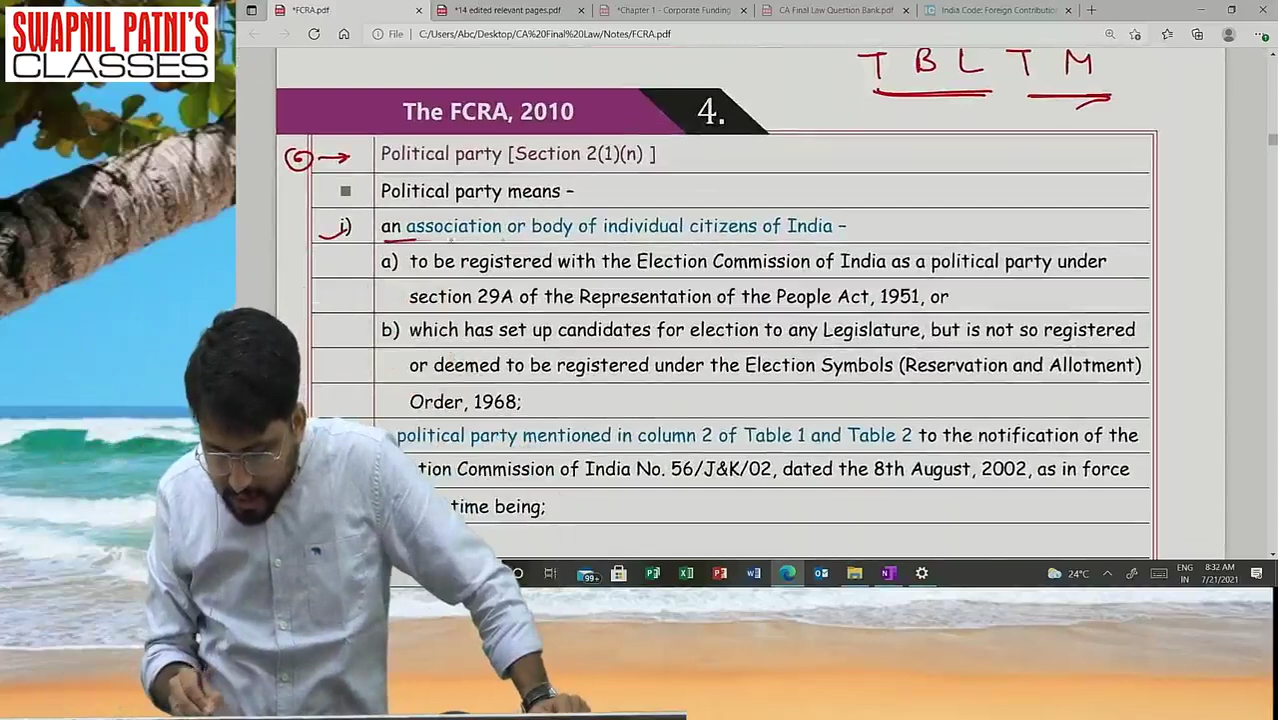 SWAPNIL PATNI'S
CLASSES
*FCRA.pdf
*14 edited relevant pages.pdf
*Chapter 1 - Corporate Funding
CA Final Law Question Bank.pdf
India Code: Foreign Contribution
File
C:/Users/Abc/Desktop/CA%20Final%20Law/Notes/FCRA.pdf
T B L T M
The FCRA, 2010
4.
6 → Political party [Section 2(1)(n) ]
Political party means –
i) an association or body of individual citizens of India –
a) to be registered with the Election Commission of India as a political party under
section 29A of the Representation of the People Act, 1951, or
b) which has set up candidates for election to any Legislature, but is not so registered
or deemed to be registered under the Election Symbols (Reservation and Allotment)
Order, 1968;
political party mentioned in column 2 of Table 1 and Table 2 to the notification of the
tion Commission of India No. 56/J&K/02, dated the 8th August, 2002, as in force
time being;
99+
24°C
ENG
IN
8:32 AM
7/21/2021